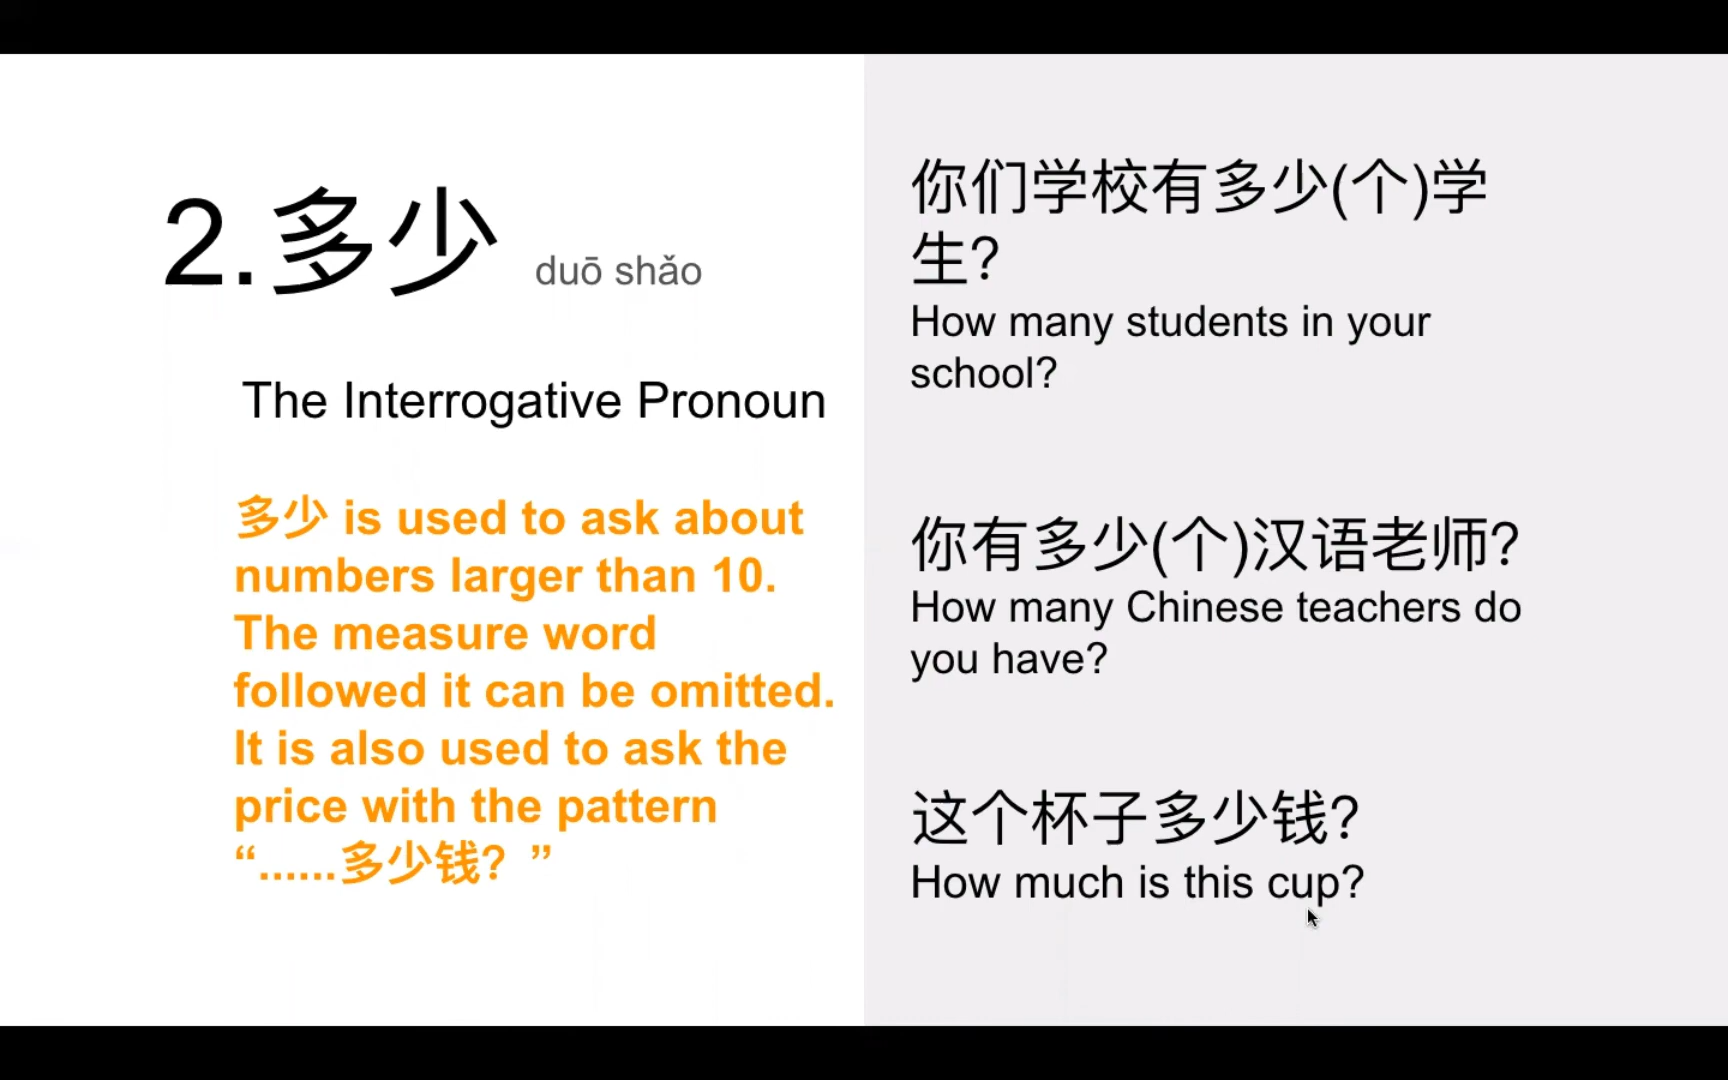 2.多少 duō shǎo
The Interrogative Pronoun
多少 is used to ask about
numbers larger than 10.
The measure word
followed it can be omitted.
It is also used to ask the
price with the pattern
“......多少钱？”
你们学校有多少(个)学
生?
How many students in your
school?
你有多少(个)汉语老师?
How many Chinese teachers do
you have?
这个杯子多少钱?
How much is this cup?